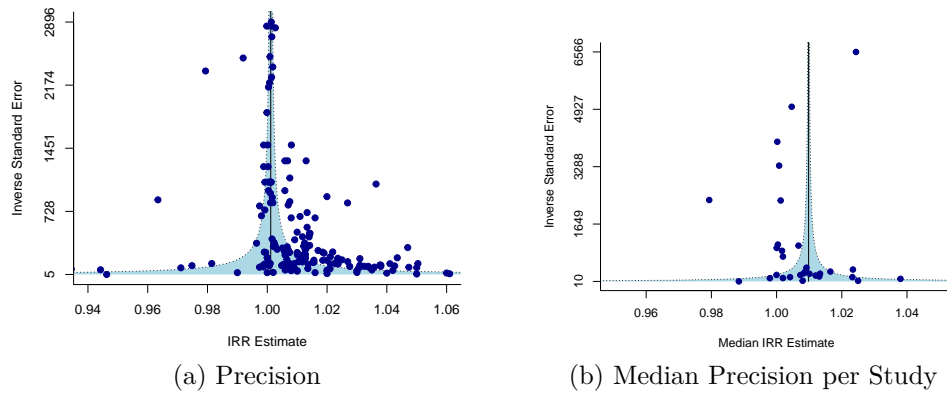 2896
2174
1451
728
5
Inverse Standard Error
0.94 0.96 0.98 1.00 1.02 1.04 1.06
IRR Estimate
(a) Precision
6566
4927
3288
1649
10
Inverse Standard Error
0.96 0.98 1.00 1.02 1.04
Median IRR Estimate
(b) Median Precision per Study